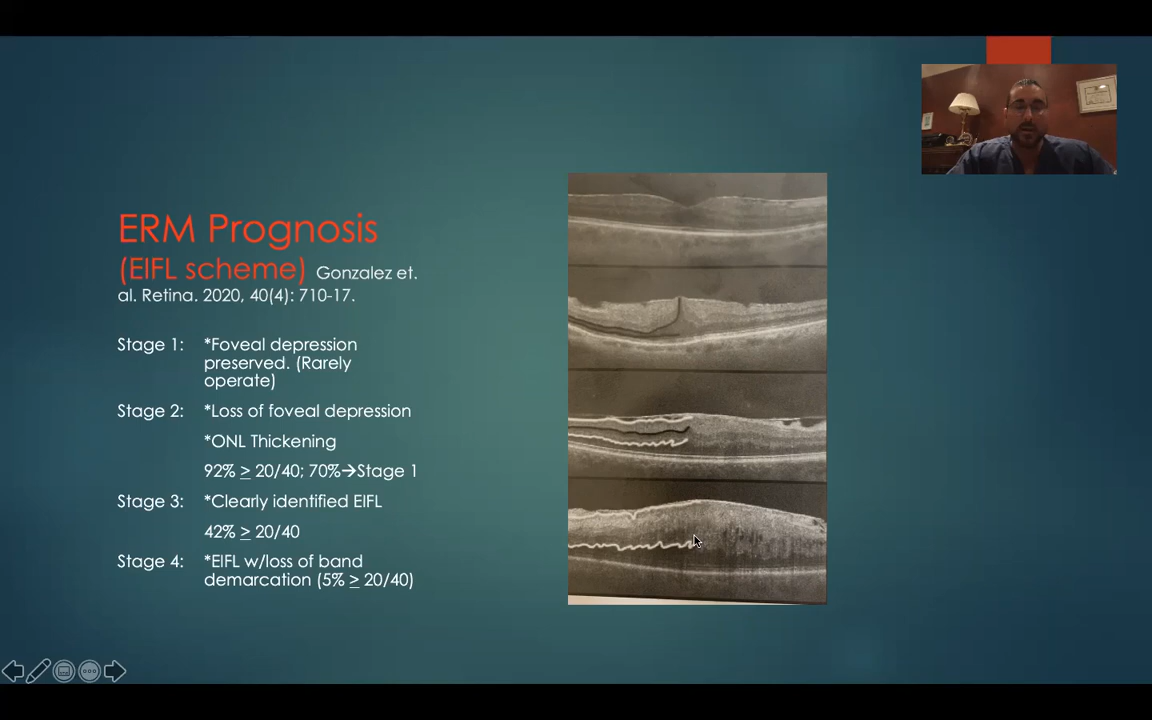 ERM Prognosis
(EIFL scheme) Gonzalez et.
al. Retina. 2020, 40(4): 710-17.
Stage 1: *Foveal depression
preserved. (Rarely
operate)
Stage 2: *Loss of foveal depression
*ONL Thickening
92% ≥ 20/40; 70%→Stage 1
Stage 3: *Clearly identified EIFL
42% ≥ 20/40
Stage 4: *EIFL w/loss of band
demarcation (5% ≥ 20/40)